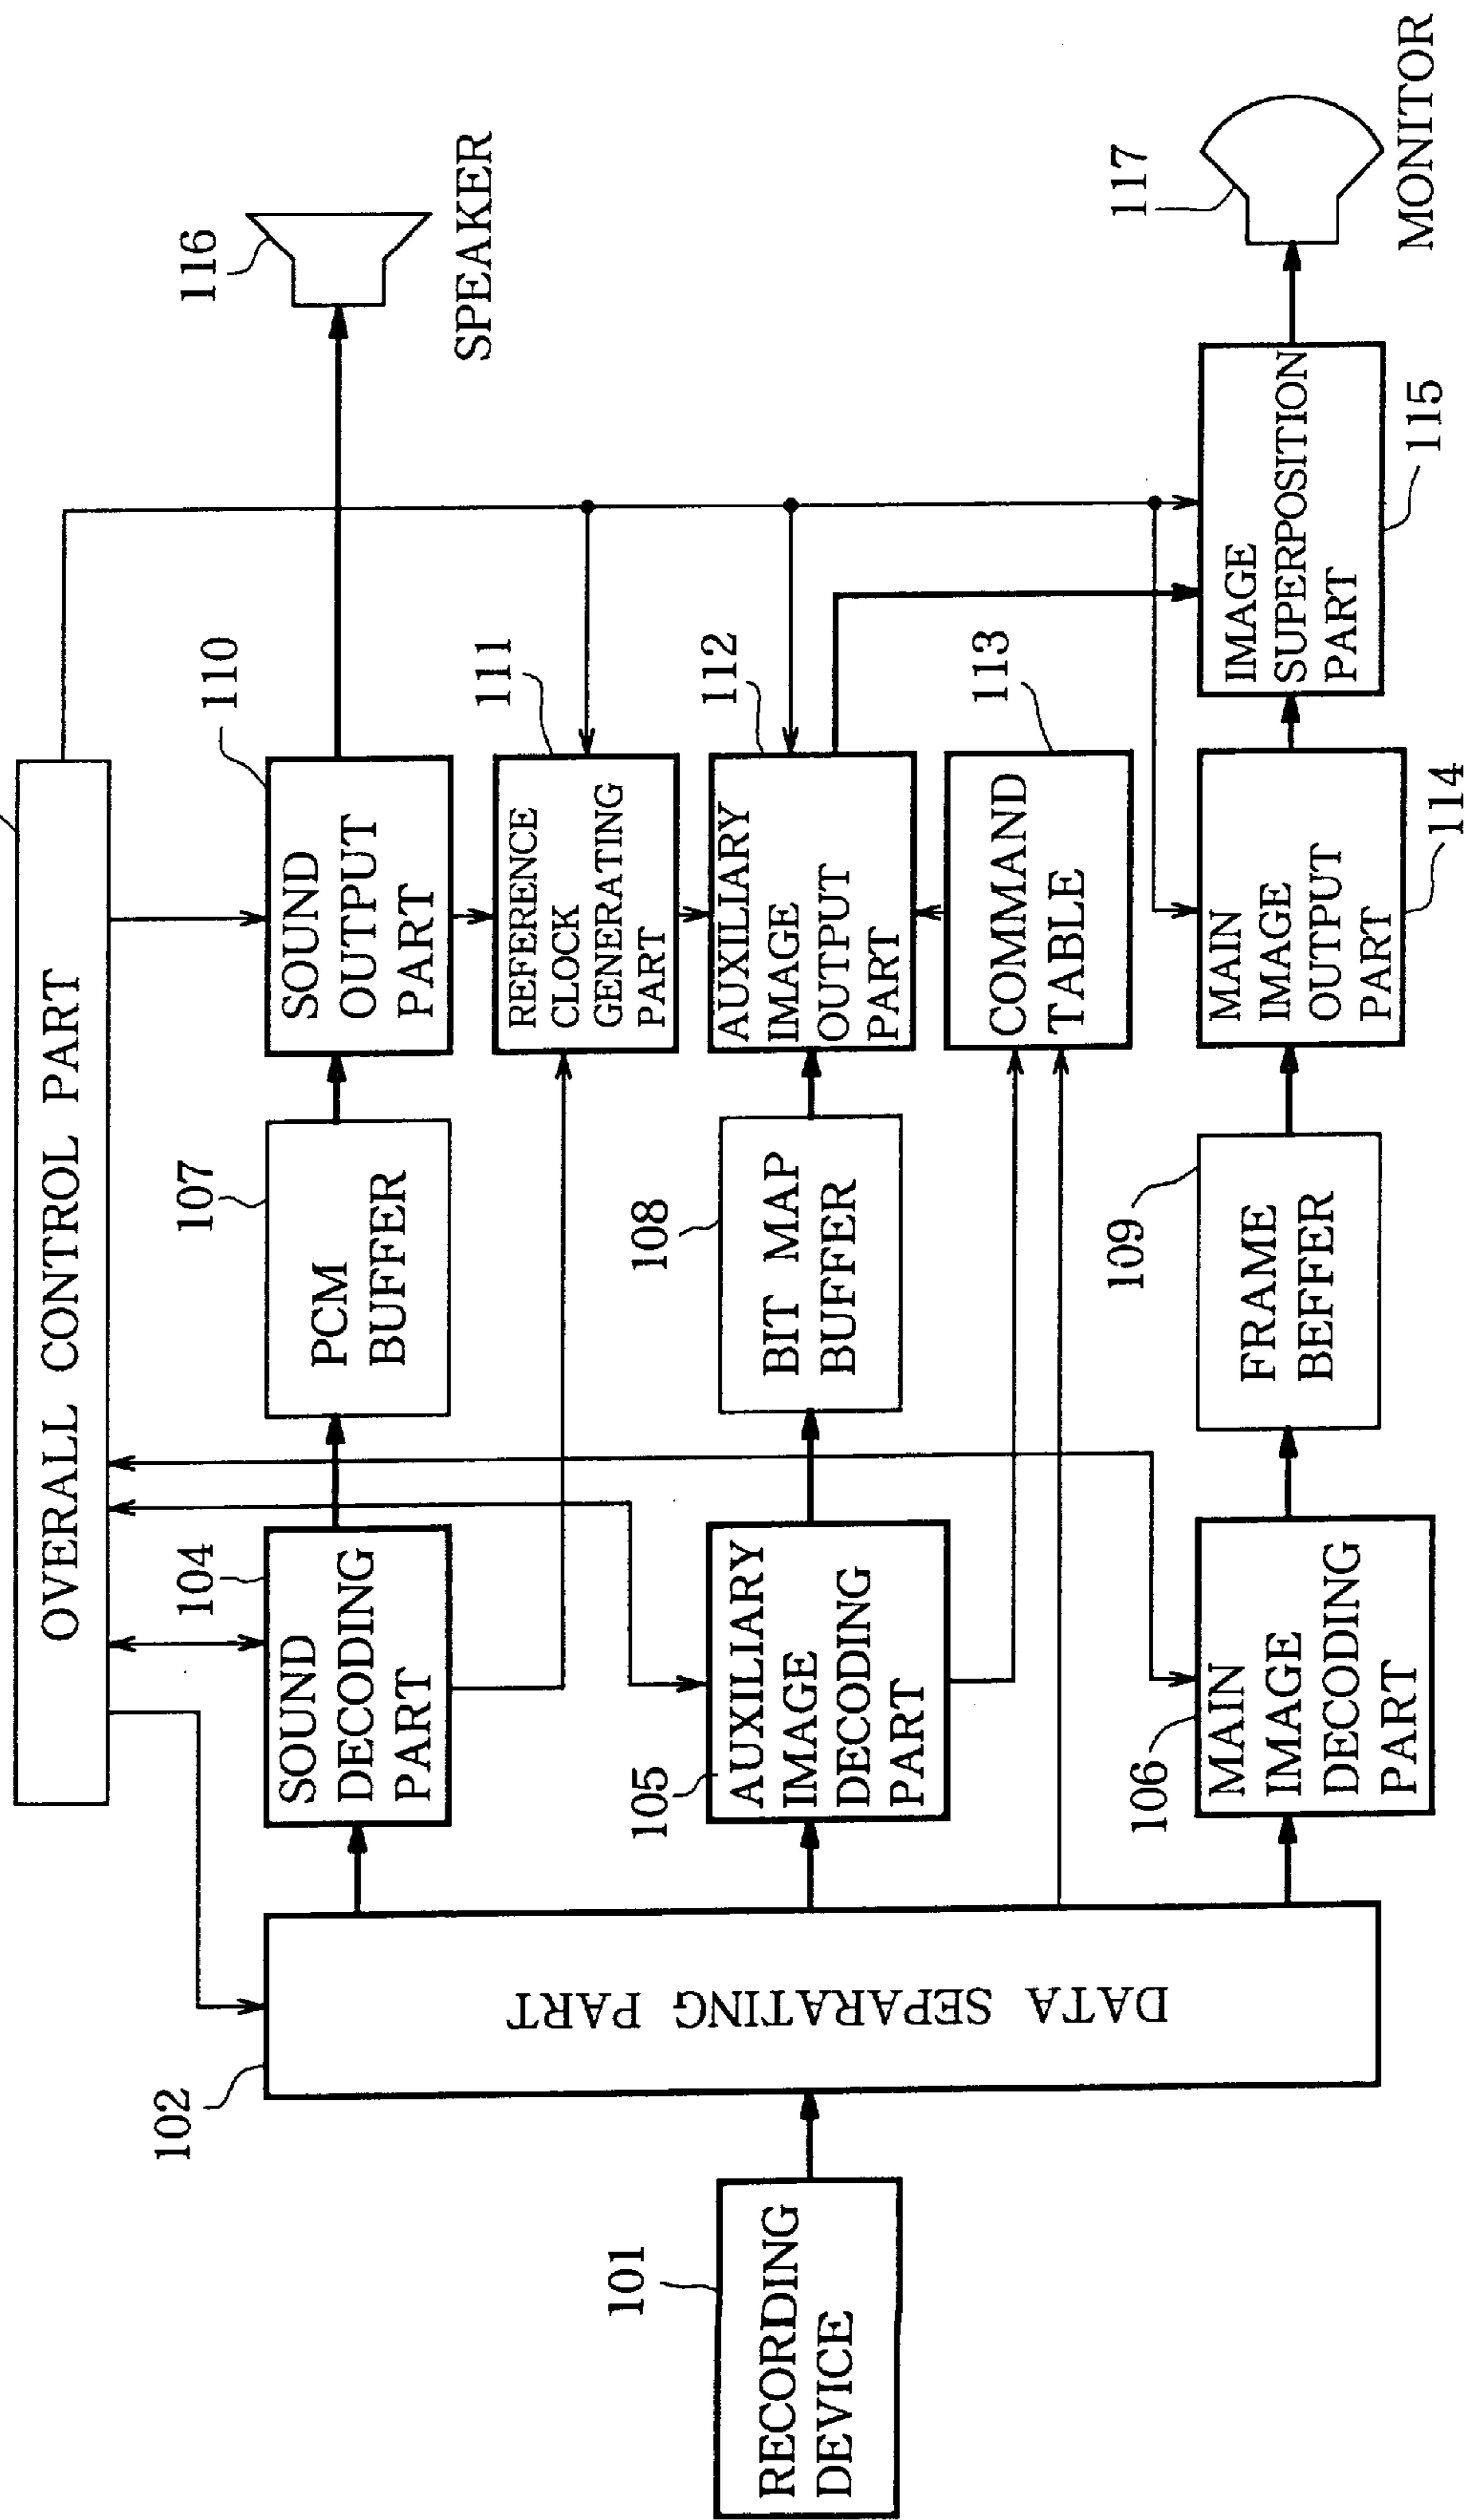 OVERALL CONTROL PART
101
RECORDING
DEVICE
102
DATA SEPARATING PART
104
SOUND
DECODING
PART
105
AUXILIARY
IMAGE
DECODING
PART
106
MAIN
IMAGE
DECODING
PART
107
PCM
BUFFER
108
BIT MAP
BUFFER
109
FRAME
BEFFER
110
SOUND
OUTPUT
PART
111
REFERENCE
CLOCK
GENERATING
PART
112
AUXILIARY
IMAGE
OUTPUT
PART
113
COMMAND
TABLE
114
MAIN
IMAGE
OUTPUT
PART
115
IMAGE
SUPERPOSITION
PART
116
SPEAKER
117
MONITOR